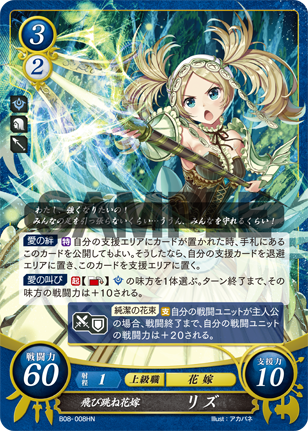 3
2
SAMPLE
わたし…強くなりたいの！
みんなの足を引っ張らないくらい…ううん、みんなを守れるくらい！
愛の絆 特 自分の支援エリアにカードが置かれた時、手札にある
このカードを公開してもよい。そうしたなら、自分の支援カードを退避
エリアに置き、このカードを支援エリアに置く。
愛の叫び 起 の味方を1体選ぶ。ターン終了まで、その
味方の戦闘力は+10される。
純潔の花束 支 自分の戦闘ユニットが主人公
の場合、戦闘終了まで、自分の戦闘ユニット
の戦闘力は+20される。
戦闘力
60
射程 1 上級職 花嫁
支援力
10
飛び跳ね花嫁 リズ
B08-008HN
Illust：アカバネ